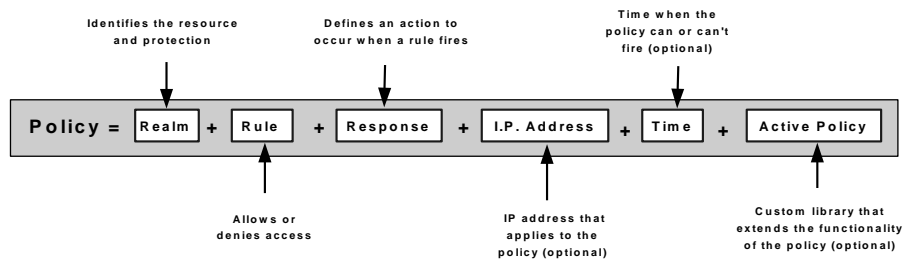 Identifies the resource
and protection
Defines an action to
occur when a rule fires
Time when the
policy can or can't
fire (optional)
Policy = Realm + Rule + Response + I.P. Address + Time + Active Policy
Allows or
denies access
IP address that
applies to the
policy (optional)
Custom library that
extends the functionality
of the policy (optional)